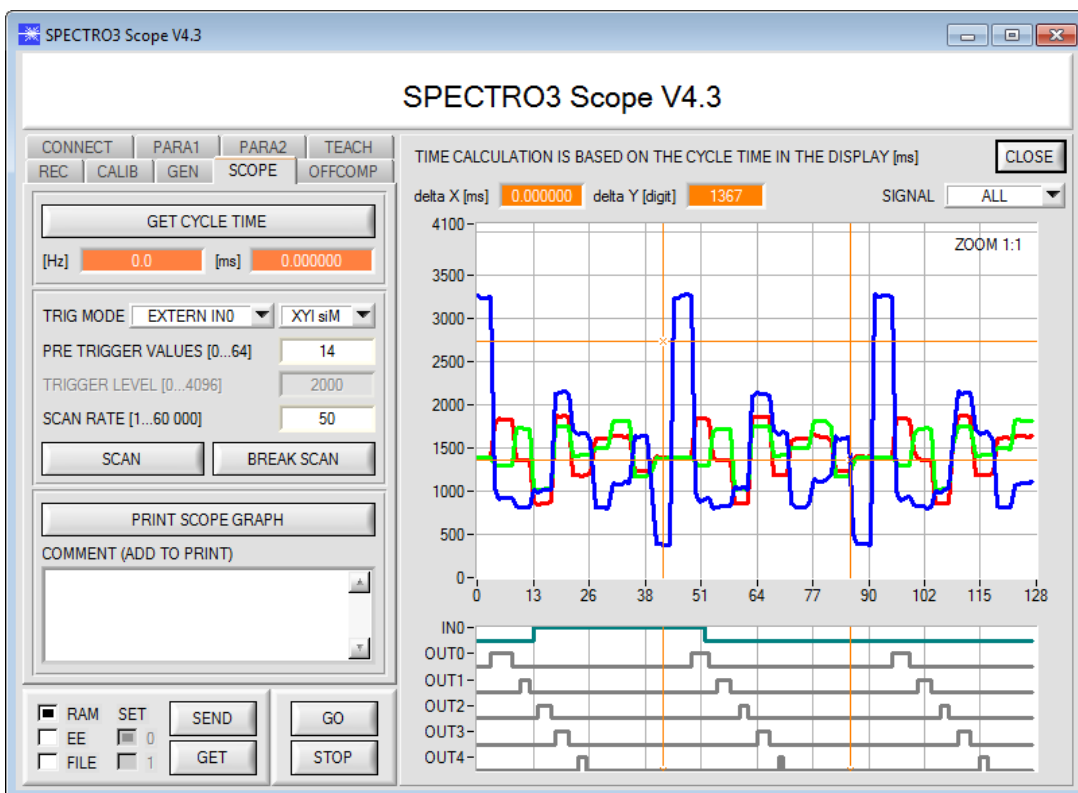 SPECTRO3 Scope V4.3
SPECTRO3 Scope V4.3
CONNECT PARA1 PARA2 TEACH
REC CALIB GEN SCOPE OFFCOMP
GET CYCLE TIME
[Hz] 0.0 [ms] 0.000000
TRIG MODE EXTERN IN0 XYI siM
PRE TRIGGER VALUES [0...64] 14
TRIGGER LEVEL [0...4096] 2000
SCAN RATE [1...60 000] 50
SCAN BREAK SCAN
PRINT SCOPE GRAPH
COMMENT (ADD TO PRINT)
RAM SET SEND GO
EE 0
FILE 1 GET STOP
TIME CALCULATION IS BASED ON THE CYCLE TIME IN THE DISPLAY [ms] CLOSE
delta X [ms] 0.000000 delta Y [digit] 1367 SIGNAL ALL
ZOOM 1:1
4100
3500
3000
2500
2000
1500
1000
500
0
0 13 26 38 51 64 77 90 102 115 128
IN0
OUT0
OUT1
OUT2
OUT3
OUT4